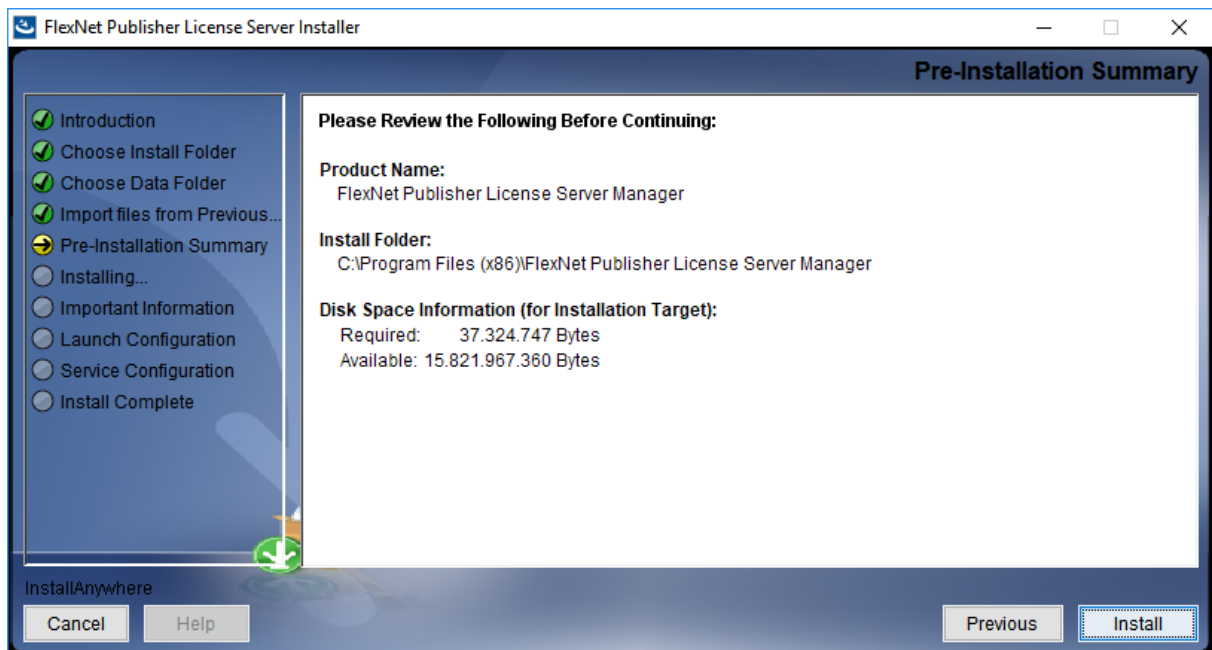 FlexNet Publisher License Server Installer
Pre-Installation Summary
Introduction
Choose Install Folder
Choose Data Folder
Import files from Previous...
Pre-Installation Summary
Installing...
Important Information
Launch Configuration
Service Configuration
Install Complete
Please Review the Following Before Continuing:
Product Name:
FlexNet Publisher License Server Manager
Install Folder:
C:\Program Files (x86)\FlexNet Publisher License Server Manager
Disk Space Information (for Installation Target):
Required: 37.324.747 Bytes
Available: 15.821.967.360 Bytes
InstallAnywhere
Cancel Help Previous Install